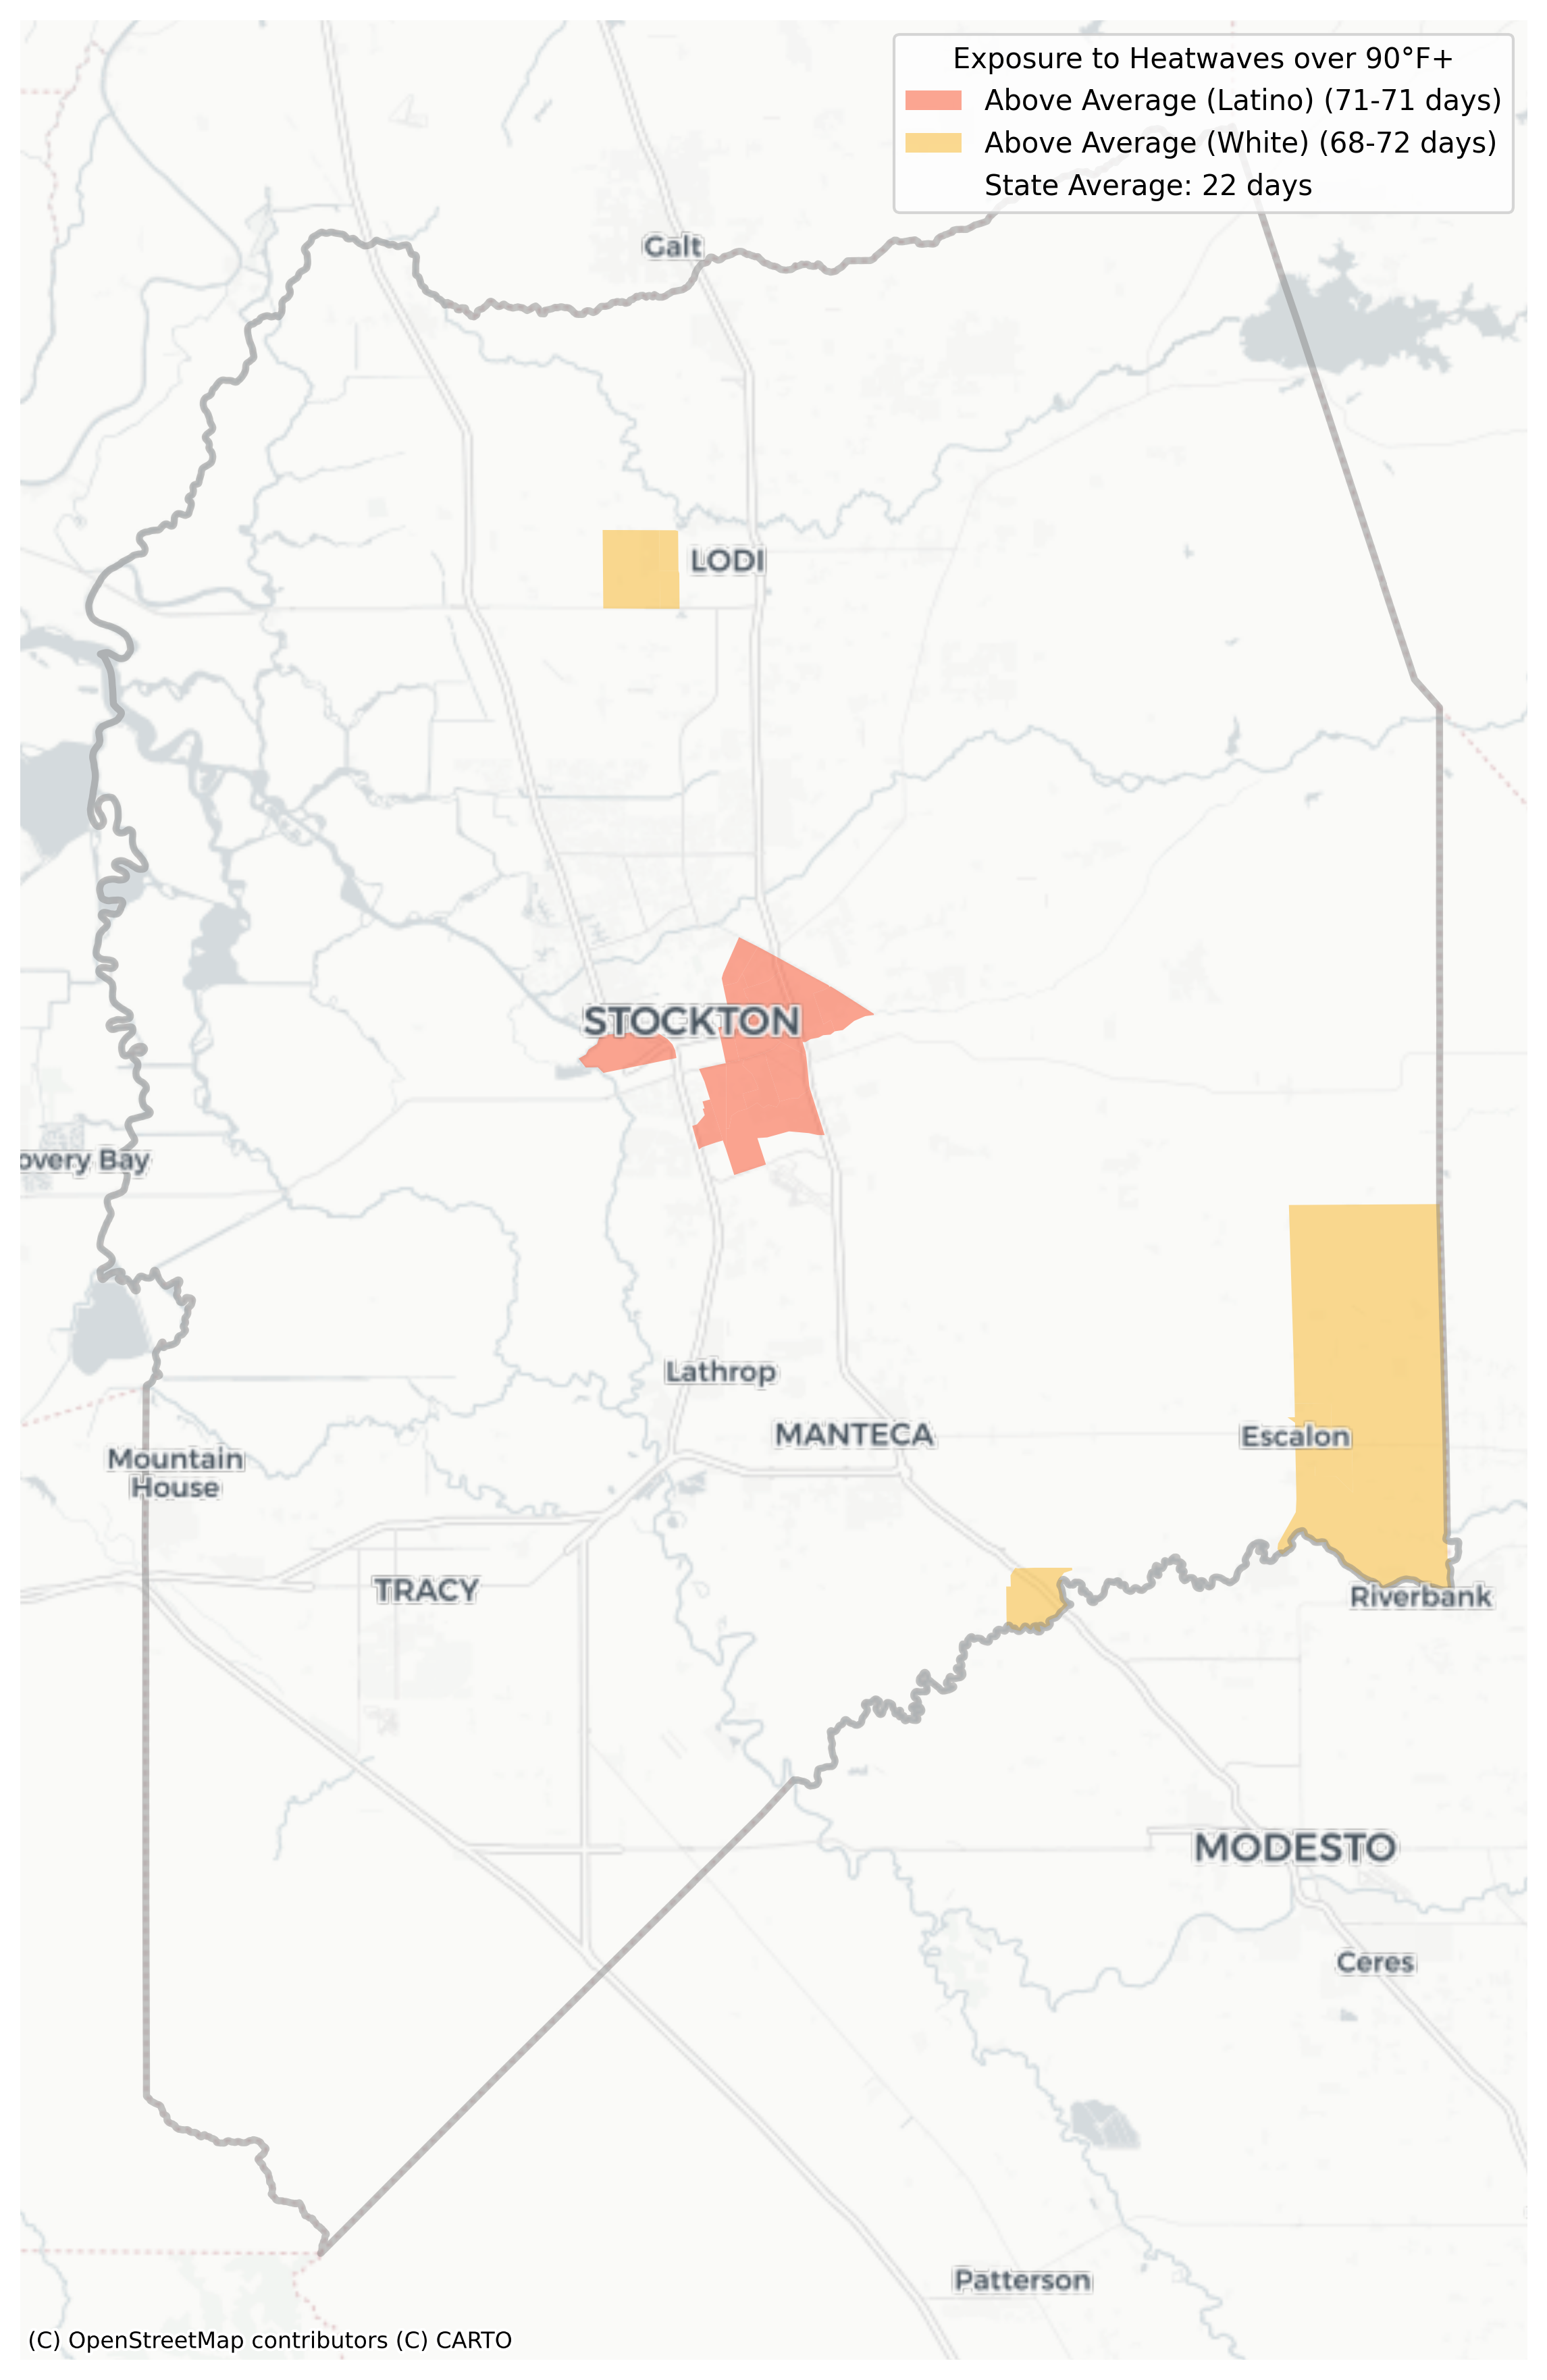 Exposure to Heatwaves over 90°F+
Above Average (Latino) (71-71 days)
Above Average (White) (68-72 days)
State Average: 22 days
Galt
LODI
STOCKTON
overy Bay
Lathrop
MANTECA
Escalon
Mountain
House
TRACY
Riverbank
MODESTO
Ceres
Patterson
(C) OpenStreetMap contributors (C) CARTO